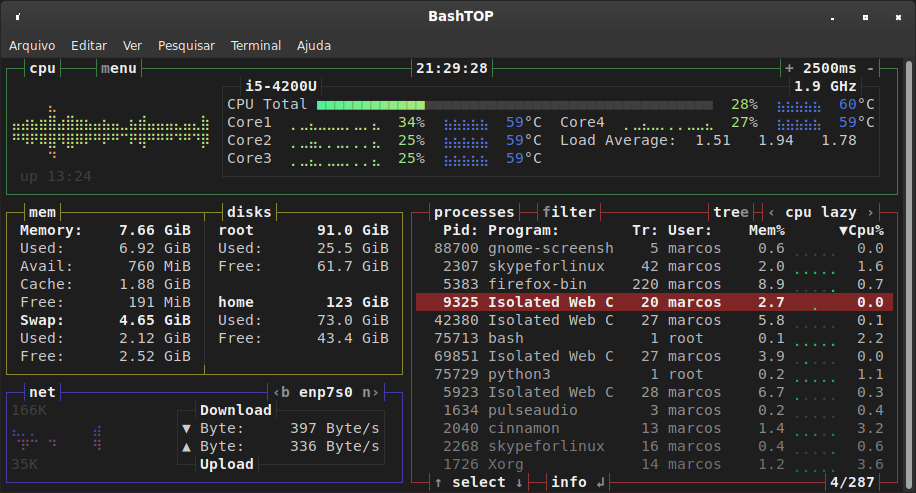 BashTOP
Arquivo Editar Ver Pesquisar Terminal Ajuda
cpu menu 21:29:28 + 2500ms -
i5-4200U 1.9 GHz
CPU Total 28% 60°C
Core1 34% 59°C Core4 27% 59°C
Core2 25% 59°C Load Average: 1.51 1.94 1.78
Core3 25% 59°C
up 13:24
mem disks
Memory: 7.66 GiB root 91.0 GiB
Used: 6.92 GiB Used: 25.5 GiB
Avail: 760 MiB Free: 61.7 GiB
Cache: 1.88 GiB
Free: 191 MiB home 123 GiB
Swap: 4.65 GiB Used: 73.0 GiB
Used: 2.12 GiB Free: 43.4 GiB
Free: 2.52 GiB
net ‹b enp7s0 n›
166K Download
▼ Byte: 397 Byte/s
▲ Byte: 336 Byte/s
35K Upload
processes filter tree ‹ cpu lazy ›
Pid: Program: Tr: User: Mem% ▼Cpu%
88700 gnome-screensh 5 marcos 0.6 0.0
2307 skypeforlinux 42 marcos 2.0 1.6
5383 firefox-bin 220 marcos 8.9 0.7
9325 Isolated Web C 20 marcos 2.7 0.0
42380 Isolated Web C 27 marcos 5.8 0.1
75713 bash 1 root 0.1 2.2
69851 Isolated Web C 27 marcos 3.9 0.0
75729 python3 1 root 0.2 1.1
5923 Isolated Web C 28 marcos 6.7 0.3
1634 pulseaudio 3 marcos 0.2 0.4
2040 cinnamon 13 marcos 1.4 3.2
2268 skypeforlinux 16 marcos 0.4 0.6
1726 Xorg 14 marcos 1.2 3.6
↑ select ↓ info ↲ 4/287